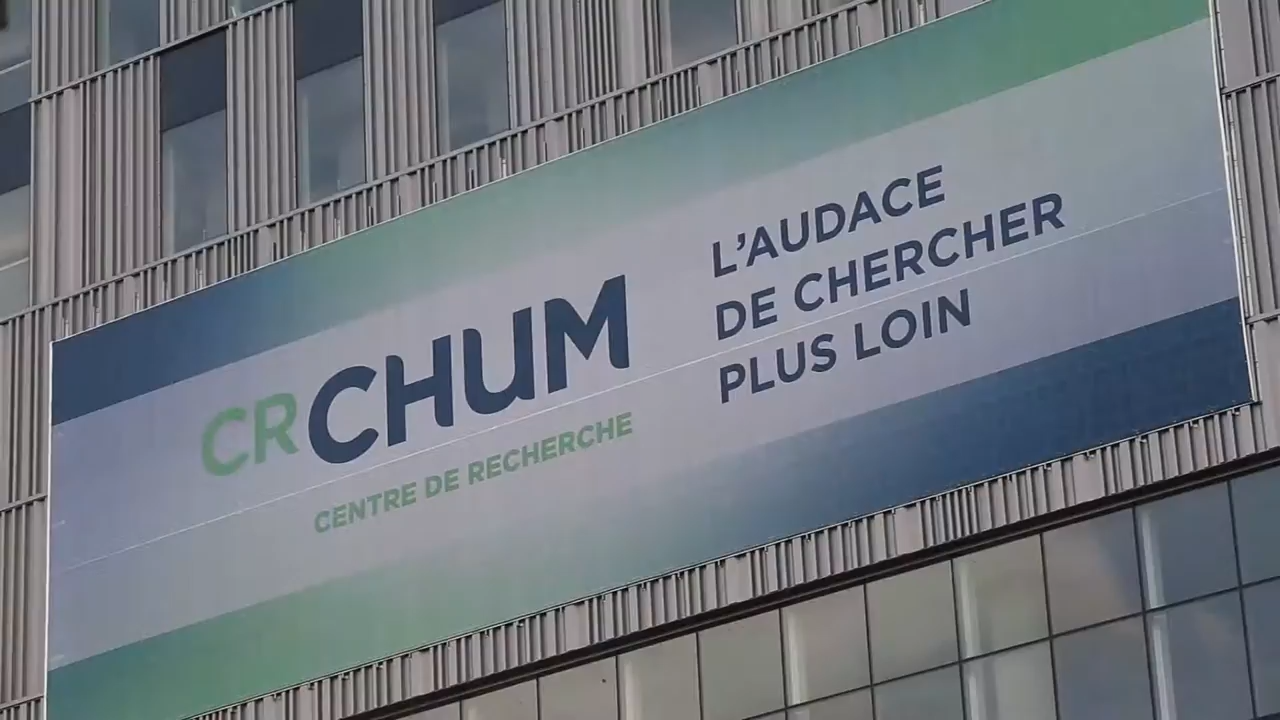 CRCHUM
CENTRE DE RECHERCHE
L'AUDACE
DE CHERCHER
PLUS LOIN